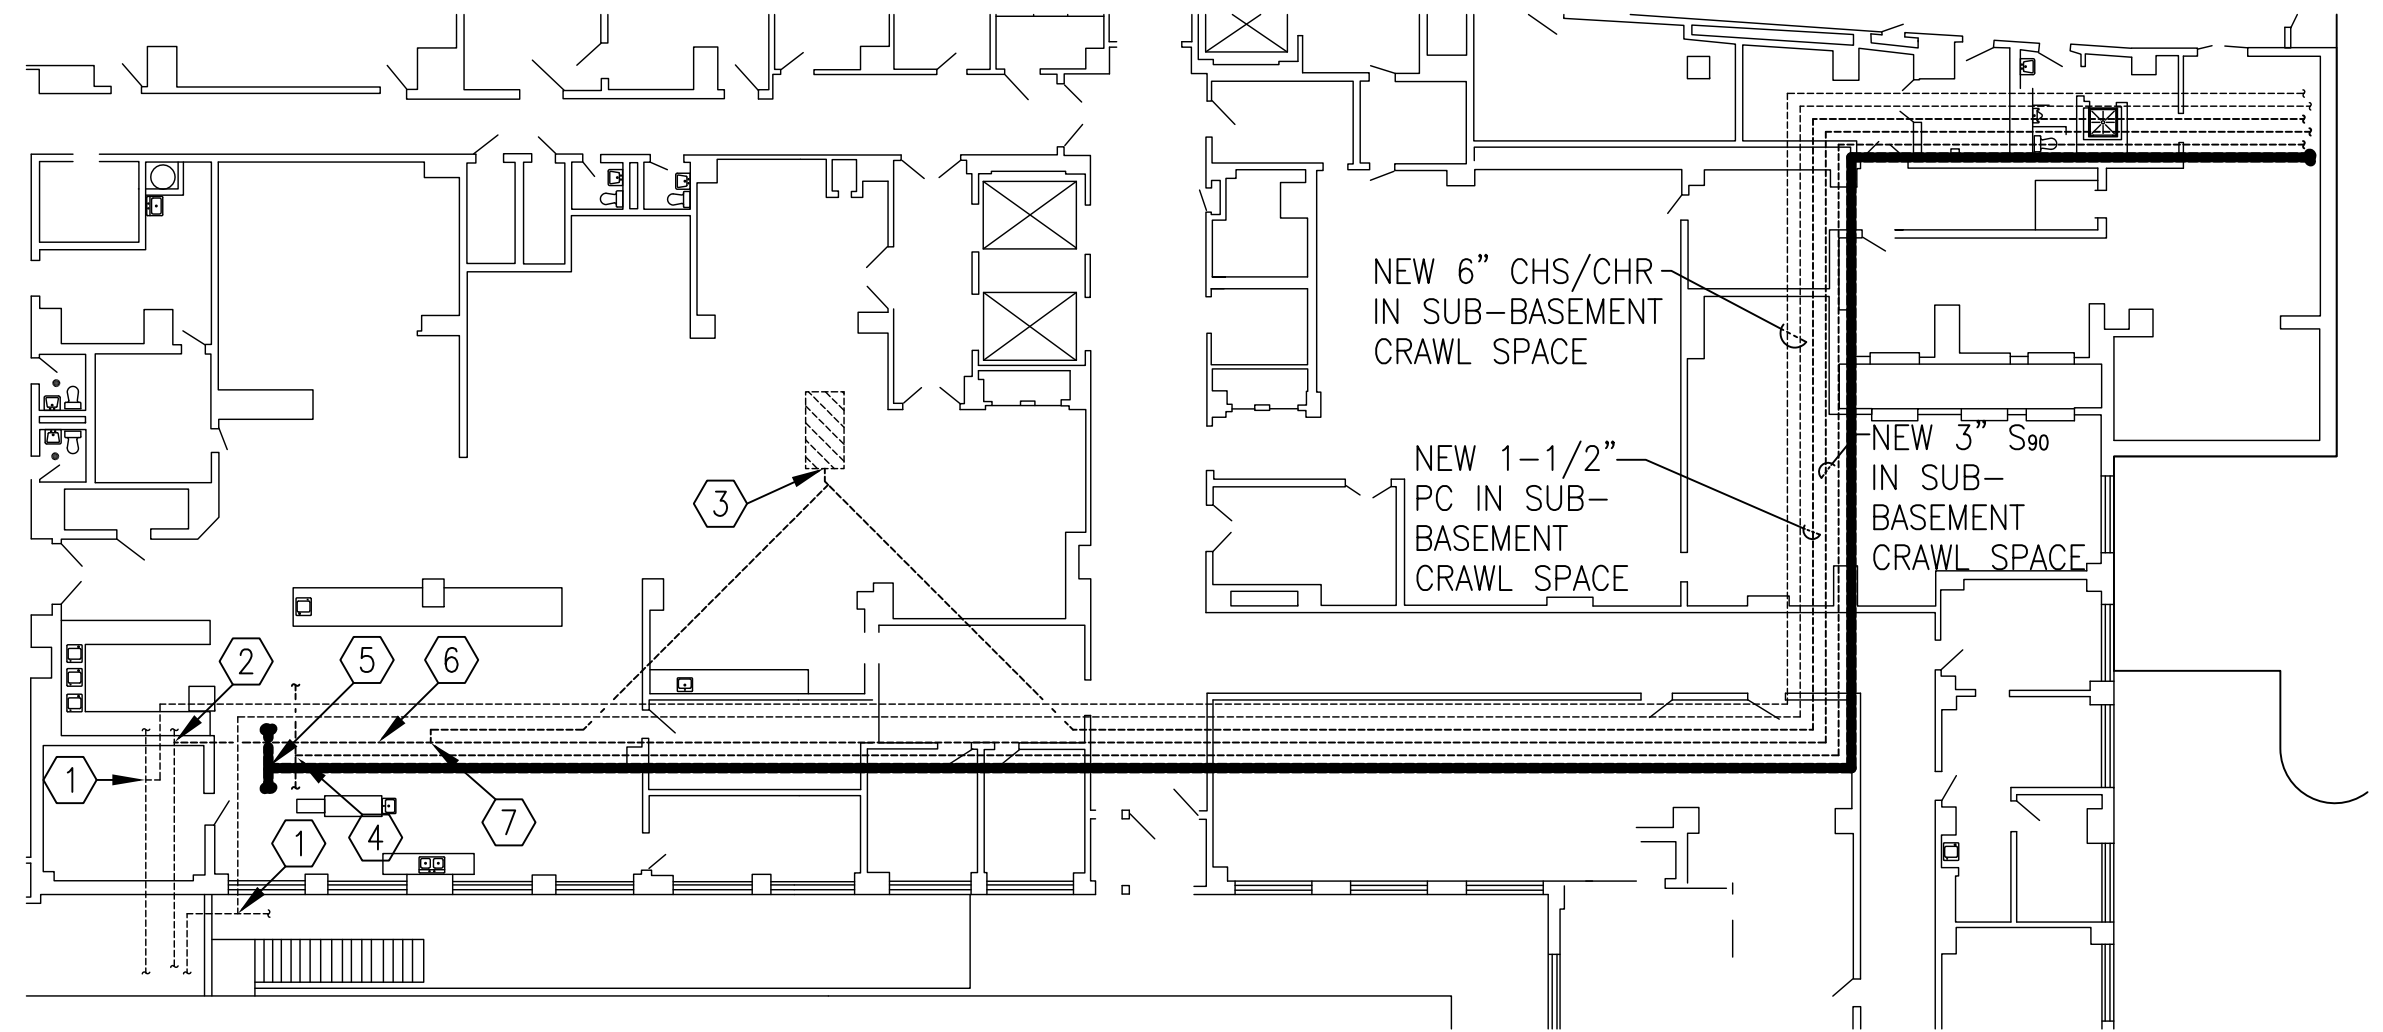 NEW 6" CHS/CHR
IN SUB-BASEMENT
CRAWL SPACE
NEW 1-1/2"
PC IN SUB-
BASEMENT
CRAWL SPACE
NEW 3" S90
IN SUB-
BASEMENT
CRAWL SPACE
3
2
5
6
1
7
4
1